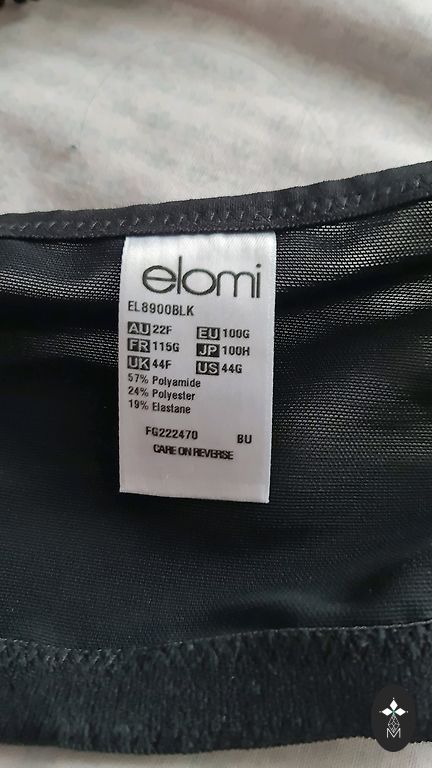 elomi
EL8900BLK
AU 22F EU 100G
FR 115G JP 100H
UK 44F US 44G
57% Polyamide
24% Polyester
19% Elastane
FG222470 BU
CARE ON REVERSE
M